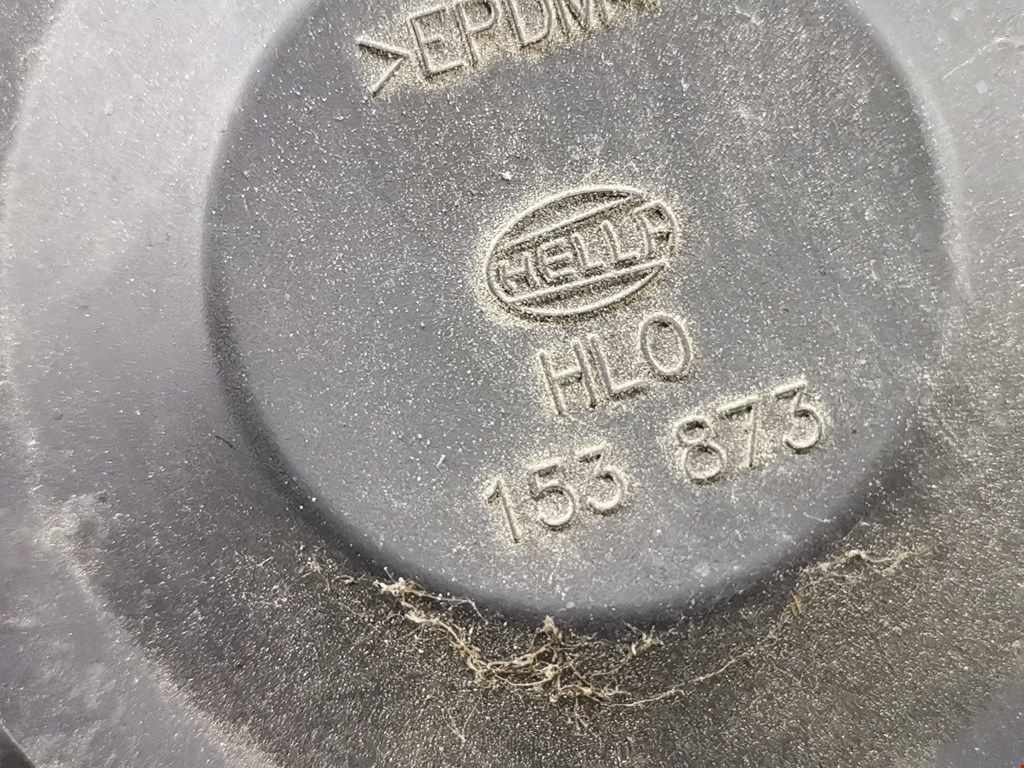 >EPDM<
HELLA
HLO
153 873